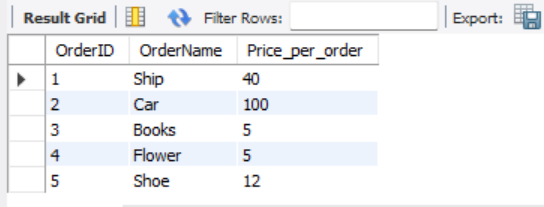 Result Grid Filter Rows: Export:
OrderID OrderName Price_per_order
1 Ship 40
2 Car 100
3 Books 5
4 Flower 5
5 Shoe 12